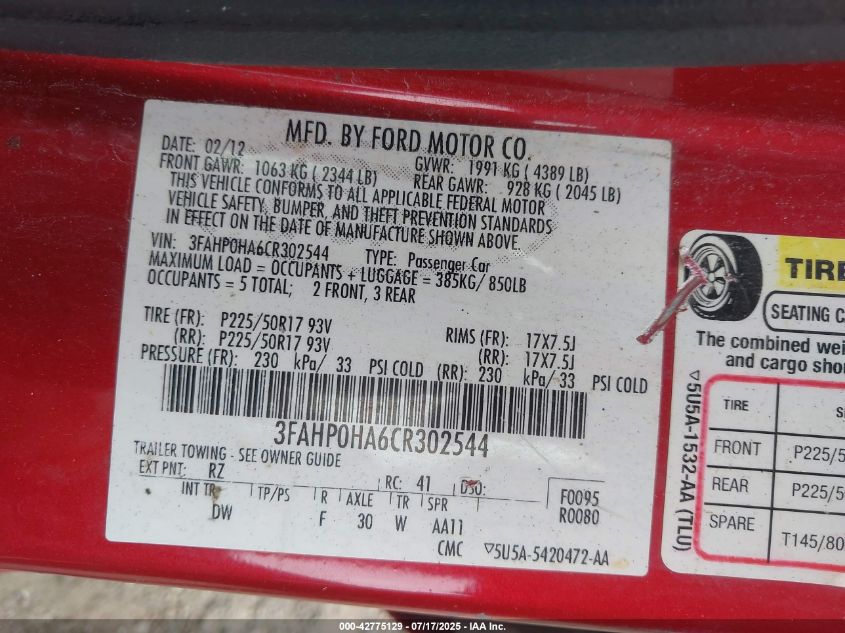 MFD. BY FORD MOTOR CO.
DATE: 02/12 GVWR: 1991 KG ( 4389 LB)
FRONT GAWR: 1063 KG ( 2344 LB) REAR GAWR: 928 KG ( 2045 LB)
THIS VEHICLE CONFORMS TO ALL APPLICABLE FEDERAL MOTOR
VEHICLE SAFETY, BUMPER, AND THEFT PREVENTION STANDARDS
IN EFFECT ON THE DATE OF MANUFACTURE SHOWN ABOVE.
VIN: 3FAHP0HA6CR302544 TYPE: Passenger Car
MAXIMUM LOAD = OCCUPANTS + LUGGAGE = 385KG/ 850LB
OCCUPANTS = 5 TOTAL; 2 FRONT, 3 REAR
TIRE (FR): P225/50R17 93V RIMS (FR): 17X7.5J
(RR): P225/50R17 93V (RR): 17X7.5J
PRESSURE (FR): 230 kPa/ 33 PSI COLD (RR): 230 kPa/33 PSI COLD
3FAHP0HA6CR302544
TRAILER TOWING - SEE OWNER GUIDE
EXT PNT: RZ RC: 41 DSO: F0095
INT TR TP/PS R AXLE TR SPR R0080
DW F 30 W AA11
CMC ▽5U5A-5420472-AA
TIRE
SEATING C
The combined wei
and cargo shou
TIRE S
FRONT P225/5
REAR P225/5
SPARE T145/80
▽5U5A-1532-AA (TLU)
000-42775129 - 07/17/2025 - IAA Inc.